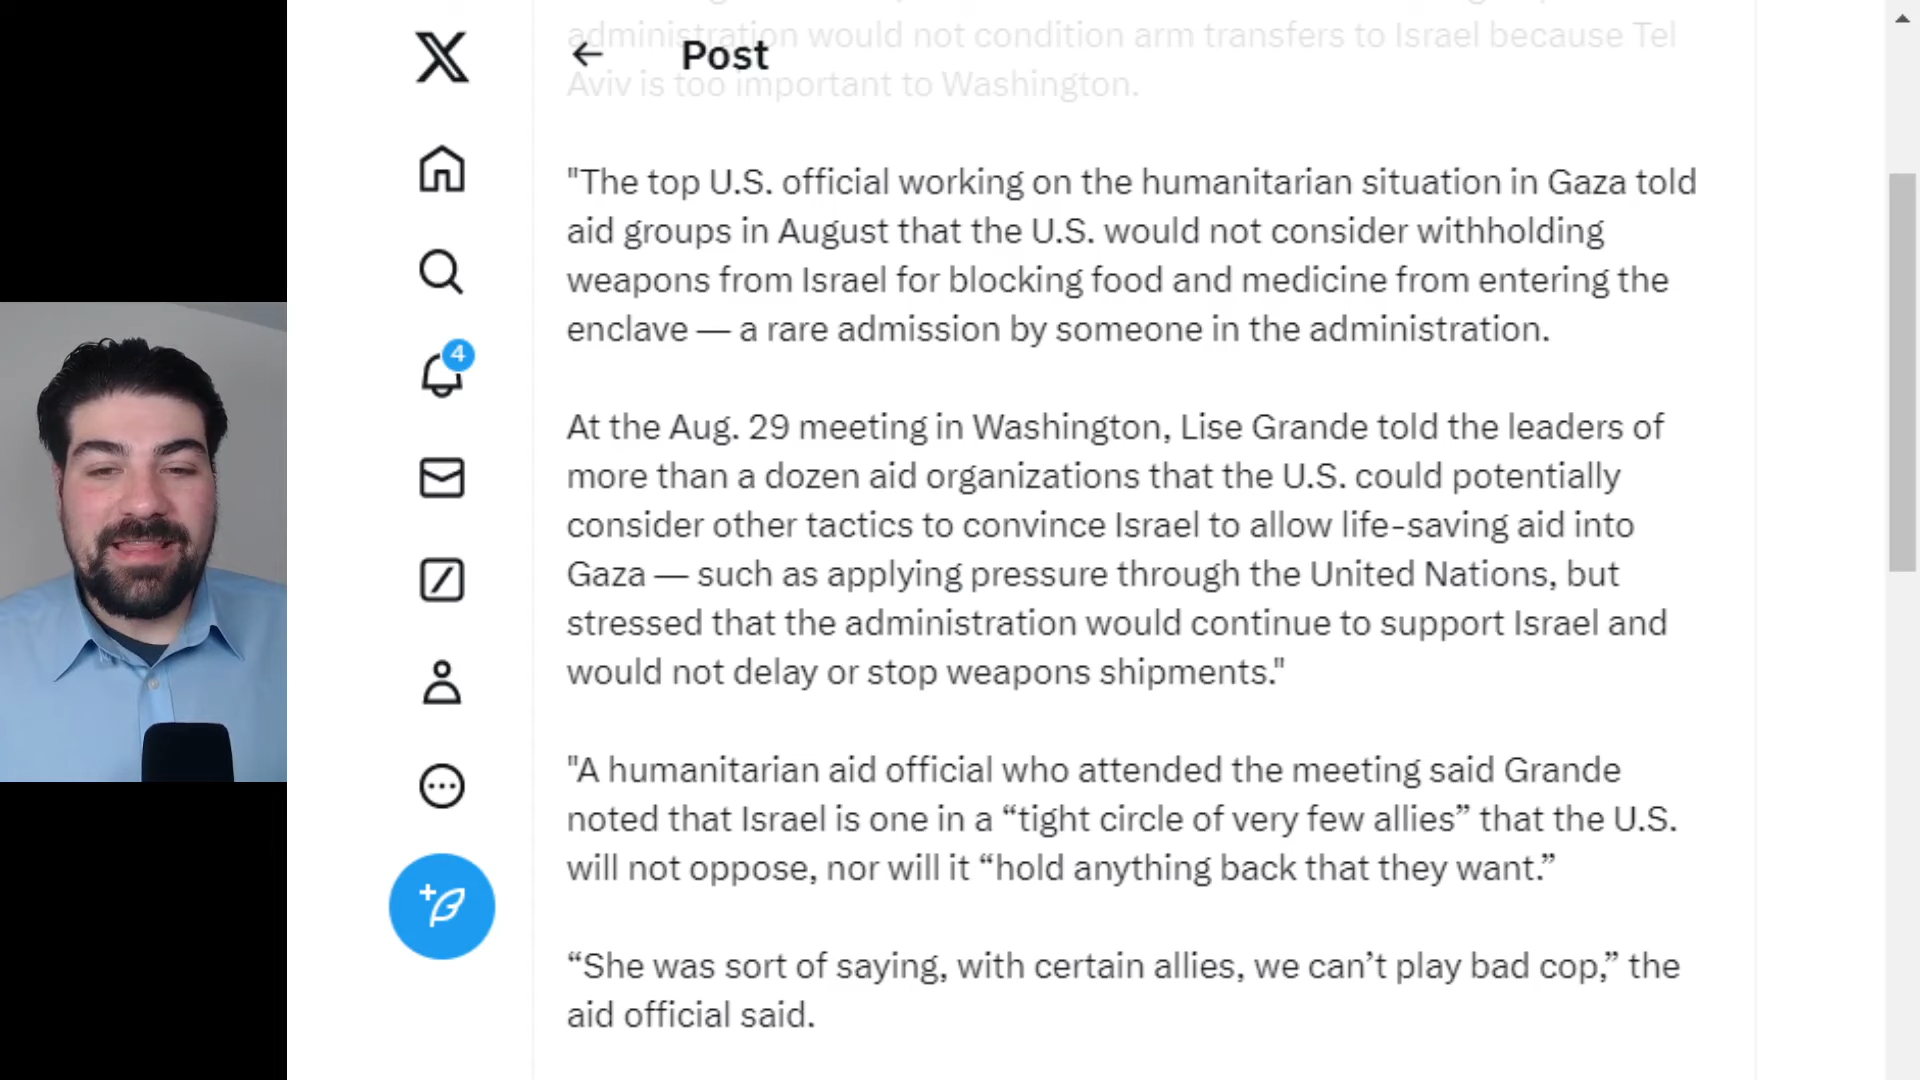 administration would not condition arm transfers to Israel because Tel
Post
Aviv is too important to Washington.
"The top U.S. official working on the humanitarian situation in Gaza told
aid groups in August that the U.S. would not consider withholding
weapons from Israel for blocking food and medicine from entering the
enclave — a rare admission by someone in the administration.
4
At the Aug. 29 meeting in Washington, Lise Grande told the leaders of
more than a dozen aid organizations that the U.S. could potentially
consider other tactics to convince Israel to allow life-saving aid into
Gaza — such as applying pressure through the United Nations, but
stressed that the administration would continue to support Israel and
would not delay or stop weapons shipments."
"A humanitarian aid official who attended the meeting said Grande
noted that Israel is one in a “tight circle of very few allies” that the U.S.
will not oppose, nor will it “hold anything back that they want.”
“She was sort of saying, with certain allies, we can’t play bad cop,” the
aid official said.